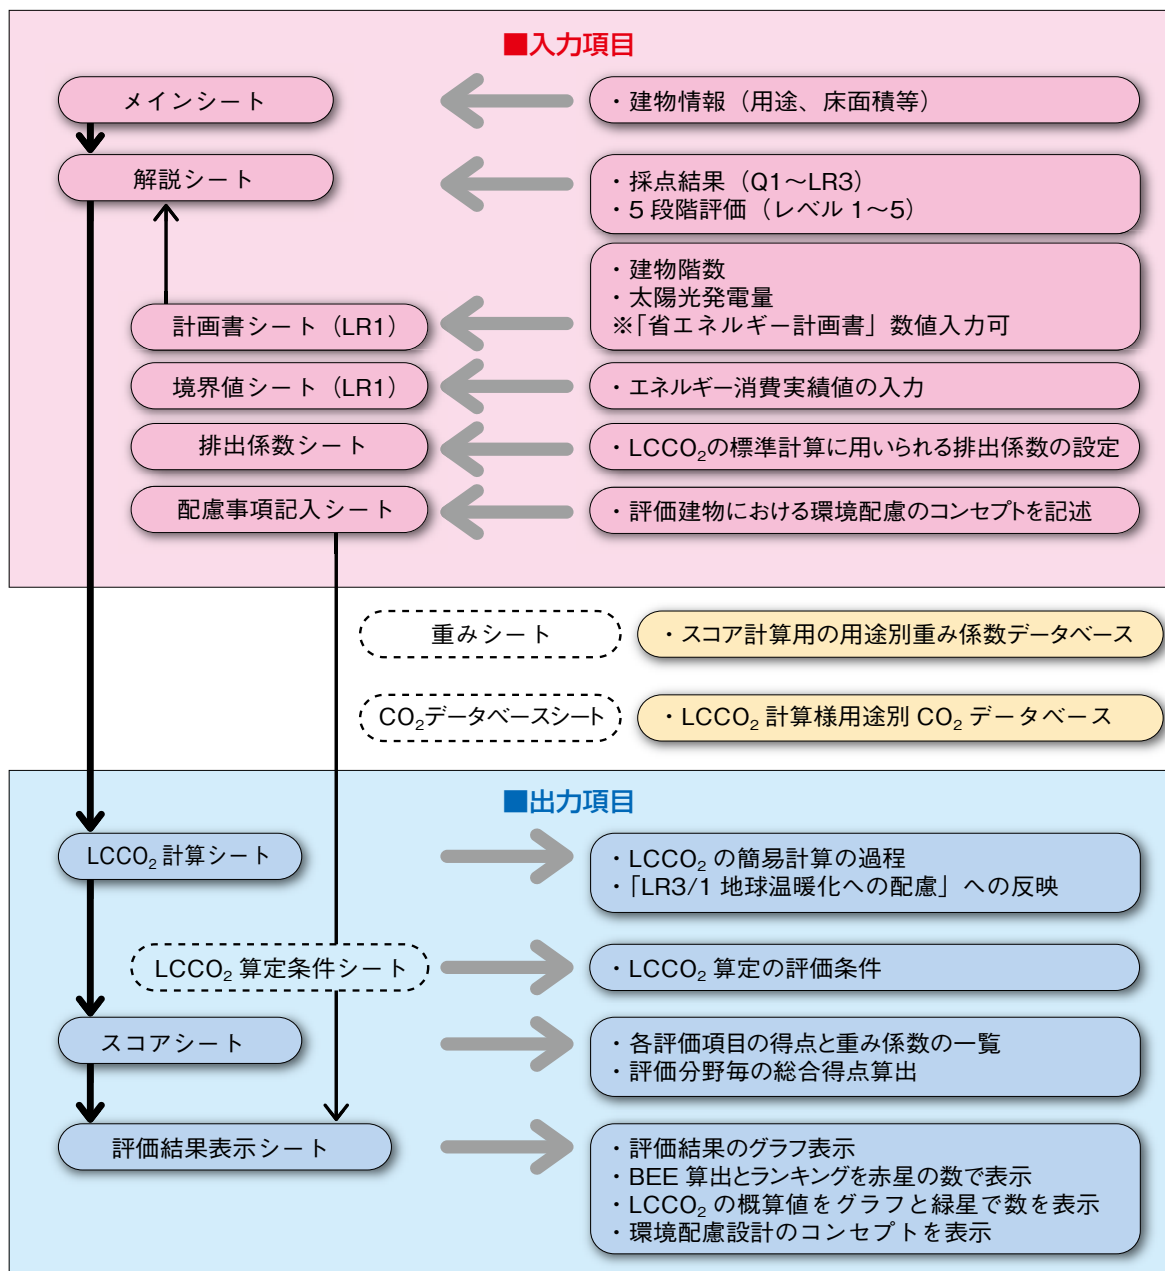 ■入力項目
メインシート
・建物情報（用途、床面積等）
解説シート
・採点結果（Q1～LR3）
・5 段階評価（レベル 1～5）
・建物階数
・太陽光発電量
※「省エネルギー計画書」数値入力可
計画書シート（LR1）
境界値シート（LR1）
・エネルギー消費実績値の入力
排出係数シート
・LCCO₂の標準計算に用いられる排出係数の設定
配慮事項記入シート
・評価建物における環境配慮のコンセプトを記述
重みシート
・スコア計算用の用途別重み係数データベース
CO₂データベースシート
・LCCO₂ 計算様用途別 CO₂ データベース
■出力項目
LCCO₂ 計算シート
・LCCO₂ の簡易計算の過程
・「LR3/1 地球温暖化への配慮」への反映
LCCO₂ 算定条件シート
・LCCO₂ 算定の評価条件
スコアシート
・各評価項目の得点と重み係数の一覧
・評価分野毎の総合得点算出
評価結果表示シート
・評価結果のグラフ表示
・BEE 算出とランキングを赤星の数で表示
・LCCO₂ の概算値をグラフと緑星で数を表示
・環境配慮設計のコンセプトを表示